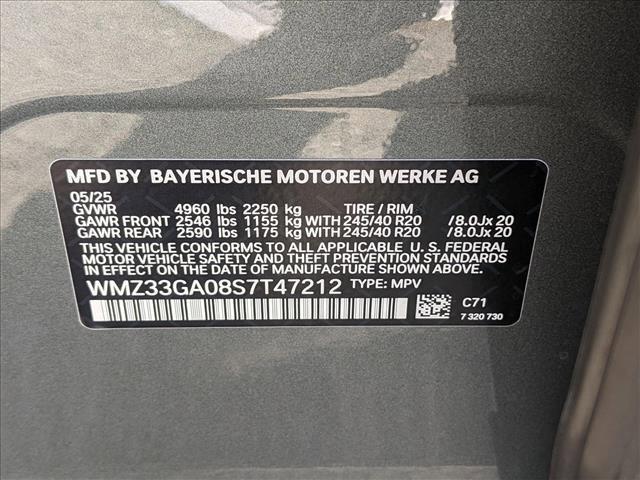 MFD BY BAYERISCHE MOTOREN WERKE AG
05/25
GVWR 4960 lbs 2250 kg TIRE / RIM
GAWR FRONT 2546 lbs 1155 kg WITH 245/40 R20 /8.0Jx 20
GAWR REAR 2590 lbs 1175 kg WITH 245/40 R20 /8.0Jx 20
THIS VEHICLE CONFORMS TO ALL APPLICABLE U. S. FEDERAL
MOTOR VEHICLE SAFETY AND THEFT PREVENTION
STANDARDS IN EFFECT ON THE DATE OF MANUFACTURE SHOWN ABOVE.
WMZ33GA08S7T47212 TYPE: MPV
C71
7 320 730